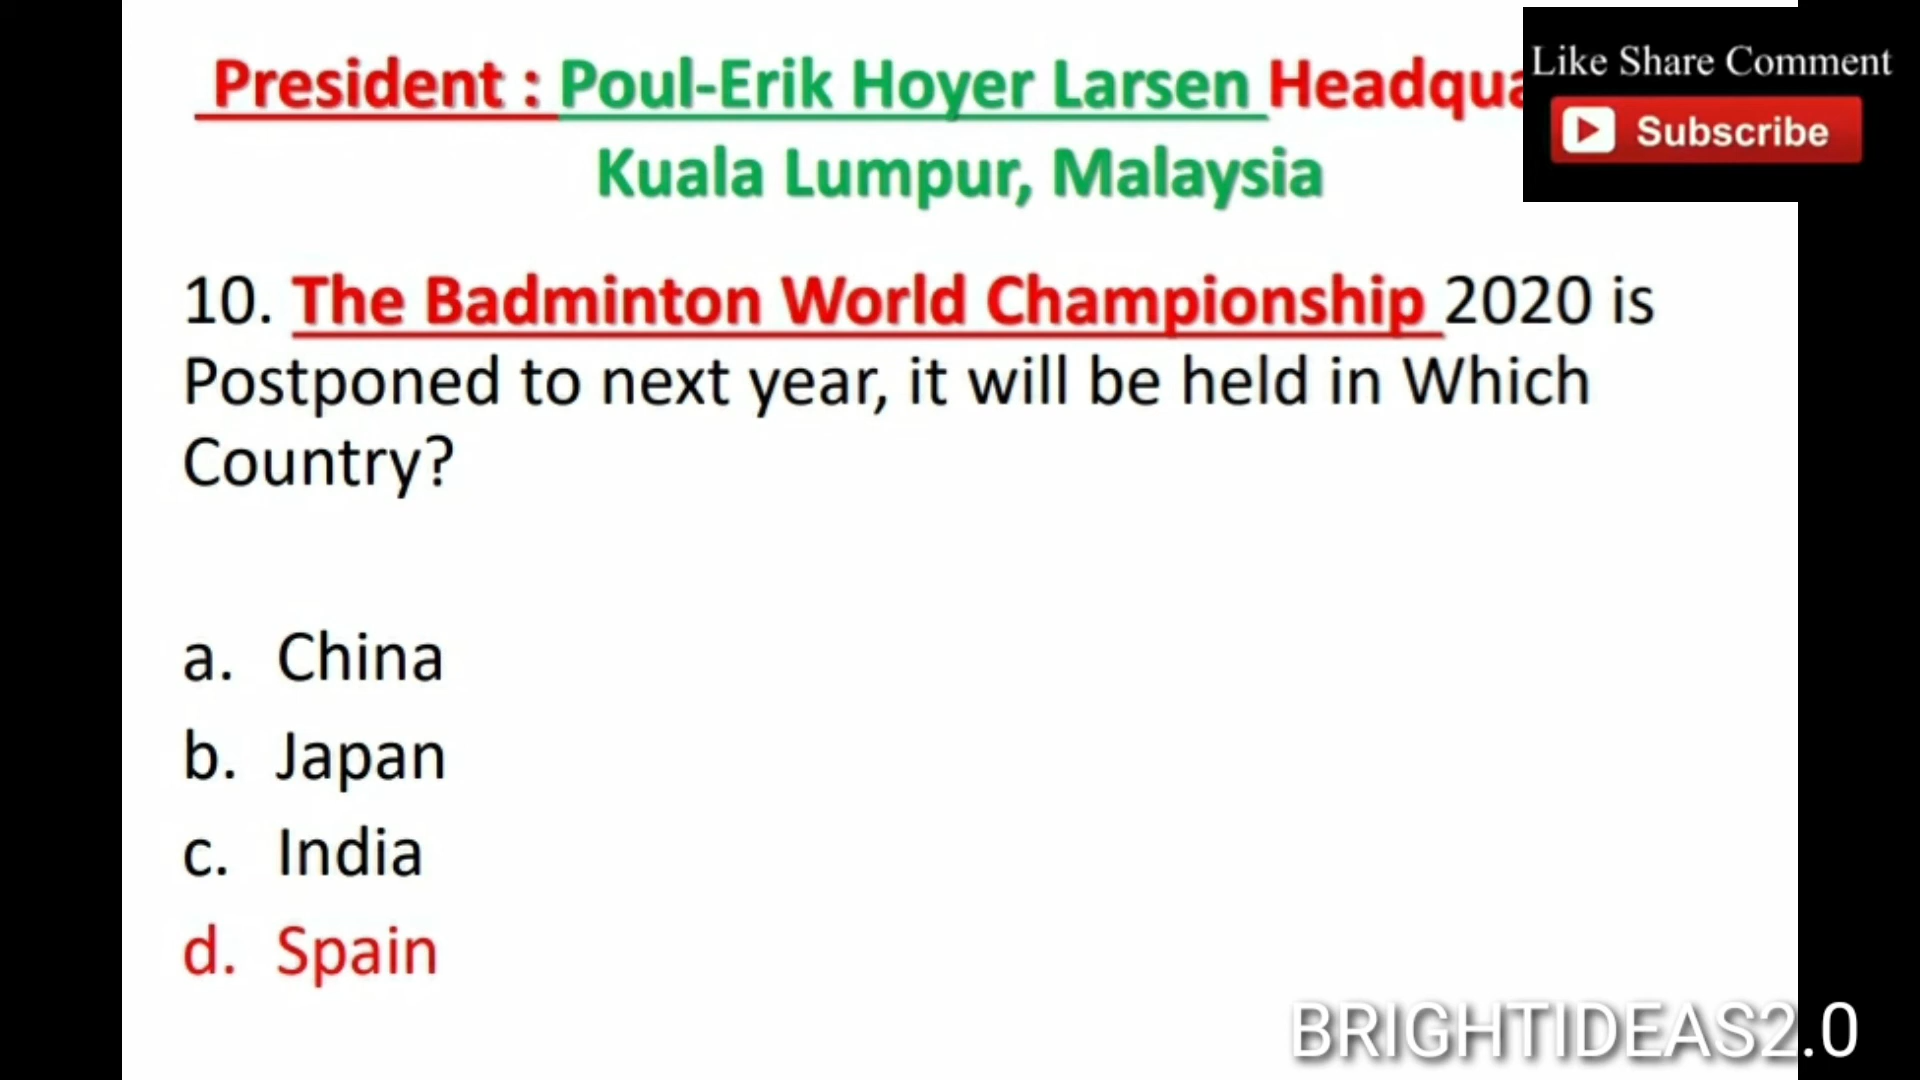 President : Poul-Erik Hoyer Larsen Headqua
Kuala Lumpur, Malaysia
Like Share Comment
Subscribe
10. The Badminton World Championship 2020 is
Postponed to next year, it will be held in Which
Country?
a. China
b. Japan
c. India
d. Spain
BRIGHTIDEAS2.0